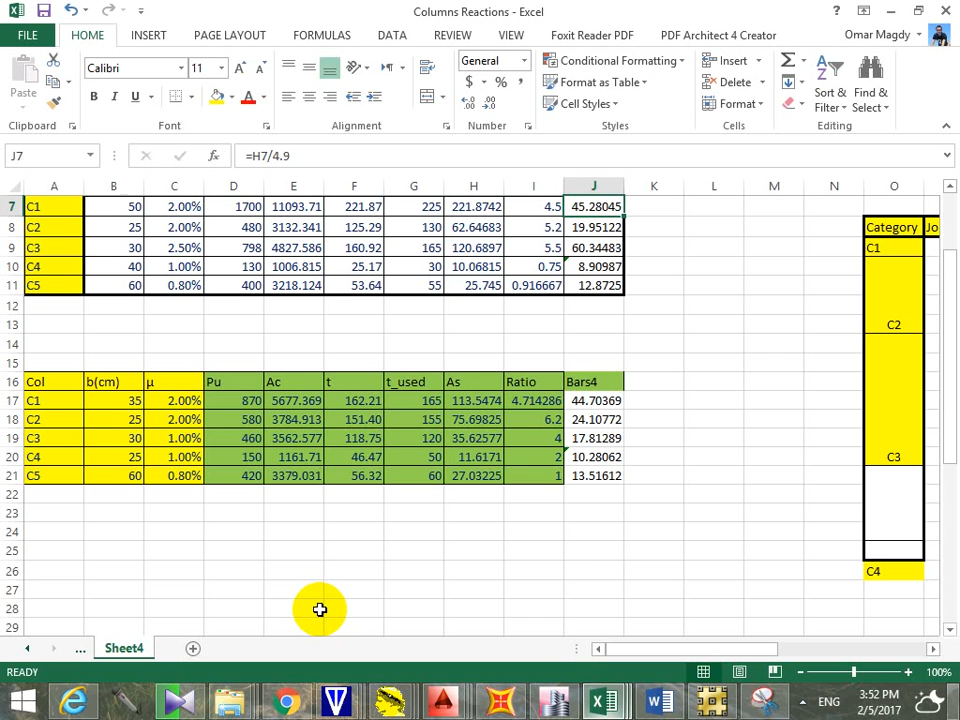 Columns Reactions - Excel
FILE HOME INSERT PAGE LAYOUT FORMULAS DATA REVIEW VIEW Foxit Reader PDF PDF Architect 4 Creator Omar Magdy
Paste Calibri 11 General Conditional Formatting Insert
B I U A $ % Format as Table Delete Sort & Find &
Cell Styles Format Filter Select
Clipboard Font Alignment Number Styles Cells Editing
J7 fx =H7/4.9
A B C D E F G H I J K L M N O
7 C1 50 2.00% 1700 11093.71 221.87 225 221.8742 4.5 45.28045
8 C2 25 2.00% 480 3132.341 125.29 130 62.64683 5.2 19.95122 Category Jo
9 C3 30 2.50% 798 4827.586 160.92 165 120.6897 5.5 60.34483 C1
10 C4 40 1.00% 130 1006.815 25.17 30 10.06815 0.75 8.90987
11 C5 60 0.80% 400 3218.124 53.64 55 25.745 0.916667 12.8725
12
13 C2
14
15
16 Col b(cm) μ Pu Ac t t_used As Ratio Bars4
17 C1 35 2.00% 870 5677.369 162.21 165 113.5474 4.714286 44.70369
18 C2 25 2.00% 580 3784.913 151.40 155 75.69825 6.2 24.10772
19 C3 30 1.00% 460 3562.577 118.75 120 35.62577 4 17.81289
20 C4 25 1.00% 150 1161.71 46.47 50 11.6171 2 10.28062 C3
21 C5 60 0.80% 420 3379.031 56.32 60 27.03225 1 13.51612
22
23
24
25
26 C4
27
28
29
... Sheet4
READY 100%
ENG 3:52 PM
2/5/2017